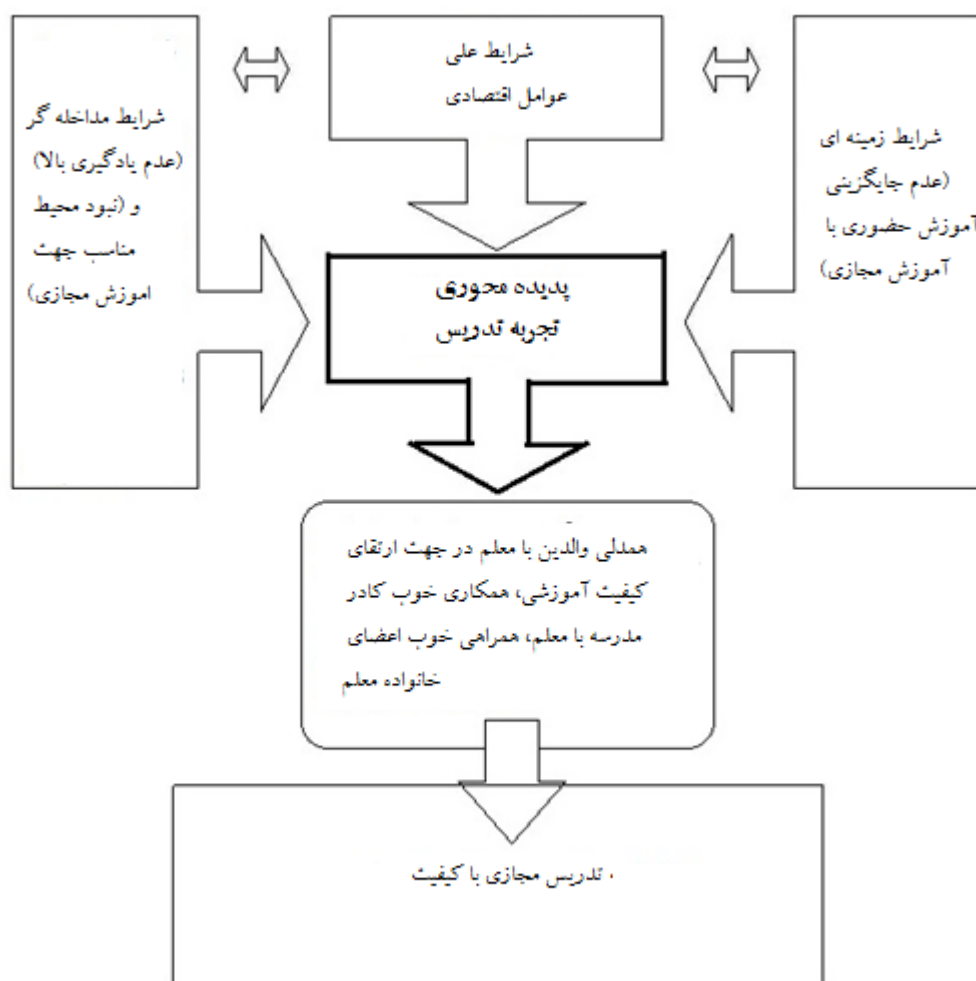 شرایط علی
عوامل اقتصادی
شرایط زمینه ای
(عدم جایگزینی
آموزش حضوری با
آموزش مجازی)
شرایط مداخله گر
(عدم یادگیری بالا)
و (نبود محیط
مناسب جهت
اموزش مجازی)
پدیده محوری
تجربه تدریس
همدلی والدین با معلم در جهت ارتقای
کیفیت آموزشی، همکاری خوب کادر
مدرسه با معلم، همراهی خوب اعضای
خانواده معلم
، تدریس مجازی با کیفیت